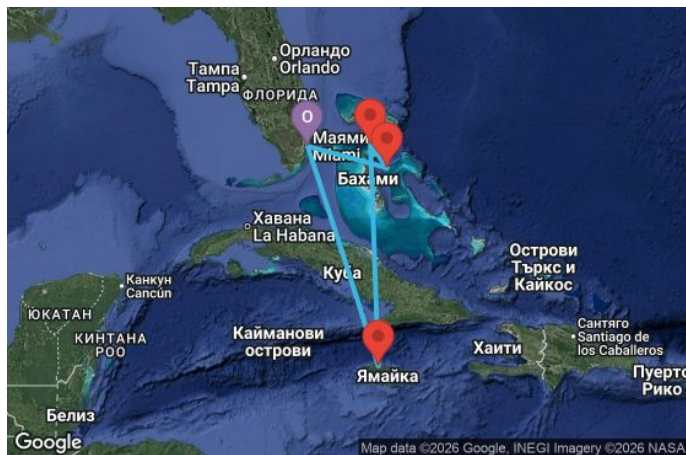 Орландо
Orlando
Тампа
Tampa
ФЛОРИДА
O
Маями
Miami
Бахами
Хавана
La Habana
Канкун
Cancún
Куба
Острови
Търкс и
Кайкос
ЮКАТАН
КИНТАНА
РОО
Кайманови
острови
Хаити
Сантяго
Santiago de
los Caballeros
Ямайка
Пуерто
Рико
Белиз
Google
Map data ©2026 Google, INEGI Imagery ©2026 NASA